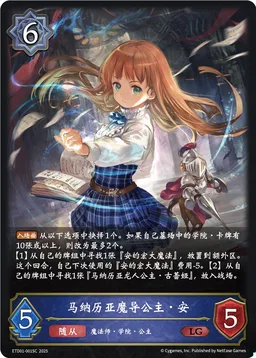 6
入场曲 从以下选项中抉择1个。如果自己墓场中的学院·卡牌有
10张或以上，则改为最多2个。
【1】从自己的牌组中寻找1张『安的宏大魔法』，放置到额外区。
这个回合，自己下次使用的『安的宏大魔法』费用-5。【2】从自
己的牌组中寻找1张『马纳历亚无人公主·古蕾娅』，放入战场。
5
马纳历亚魔导公主·安
5
随从
魔法师·学院·公主
LG
ETD01-001SC 2025
© Cygames, Inc. Published by NetEase Games